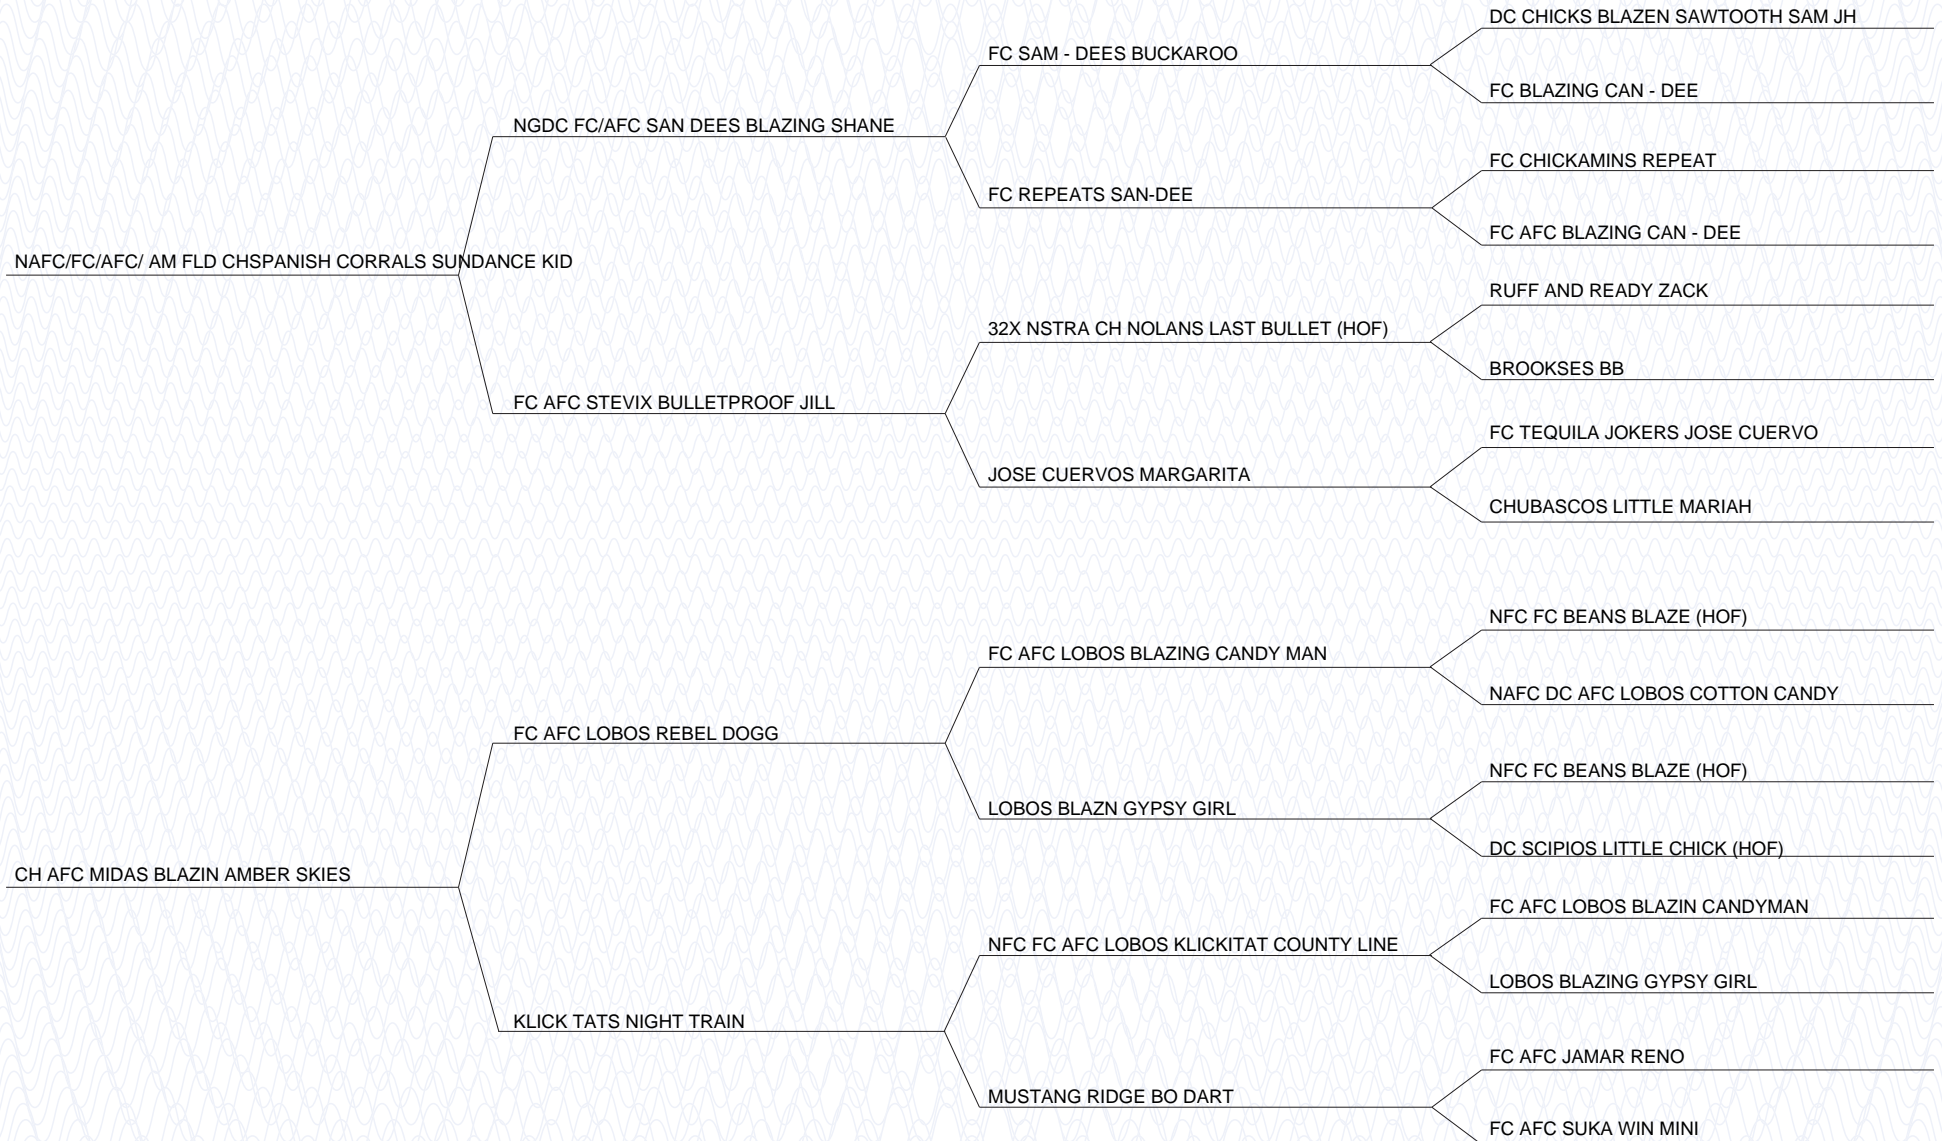 DC CHICKS BLAZEN SAWTOOTH SAM JH
FC SAM - DEES BUCKAROO
FC BLAZING CAN - DEE
NGDC FC/AFC SAN DEES BLAZING SHANE
FC CHICKAMINS REPEAT
FC REPEATS SAN-DEE
FC AFC BLAZING CAN - DEE
NAFC/FC/AFC/ AM FLD CHSPANISH CORRALS SUNDANCE KID
RUFF AND READY ZACK
32X NSTRA CH NOLANS LAST BULLET (HOF)
BROOKSES BB
FC AFC STEVIX BULLETPROOF JILL
FC TEQUILA JOKERS JOSE CUERVO
JOSE CUERVOS MARGARITA
CHUBASCOS LITTLE MARIAH
NFC FC BEANS BLAZE (HOF)
FC AFC LOBOS BLAZING CANDY MAN
NAFC DC AFC LOBOS COTTON CANDY
FC AFC LOBOS REBEL DOGG
NFC FC BEANS BLAZE (HOF)
LOBOS BLAZN GYPSY GIRL
DC SCIPIOS LITTLE CHICK (HOF)
CH AFC MIDAS BLAZIN AMBER SKIES
FC AFC LOBOS BLAZIN CANDYMAN
NFC FC AFC LOBOS KLICKITAT COUNTY LINE
LOBOS BLAZING GYPSY GIRL
KLICK TATS NIGHT TRAIN
FC AFC JAMAR RENO
MUSTANG RIDGE BO DART
FC AFC SUKA WIN MINI